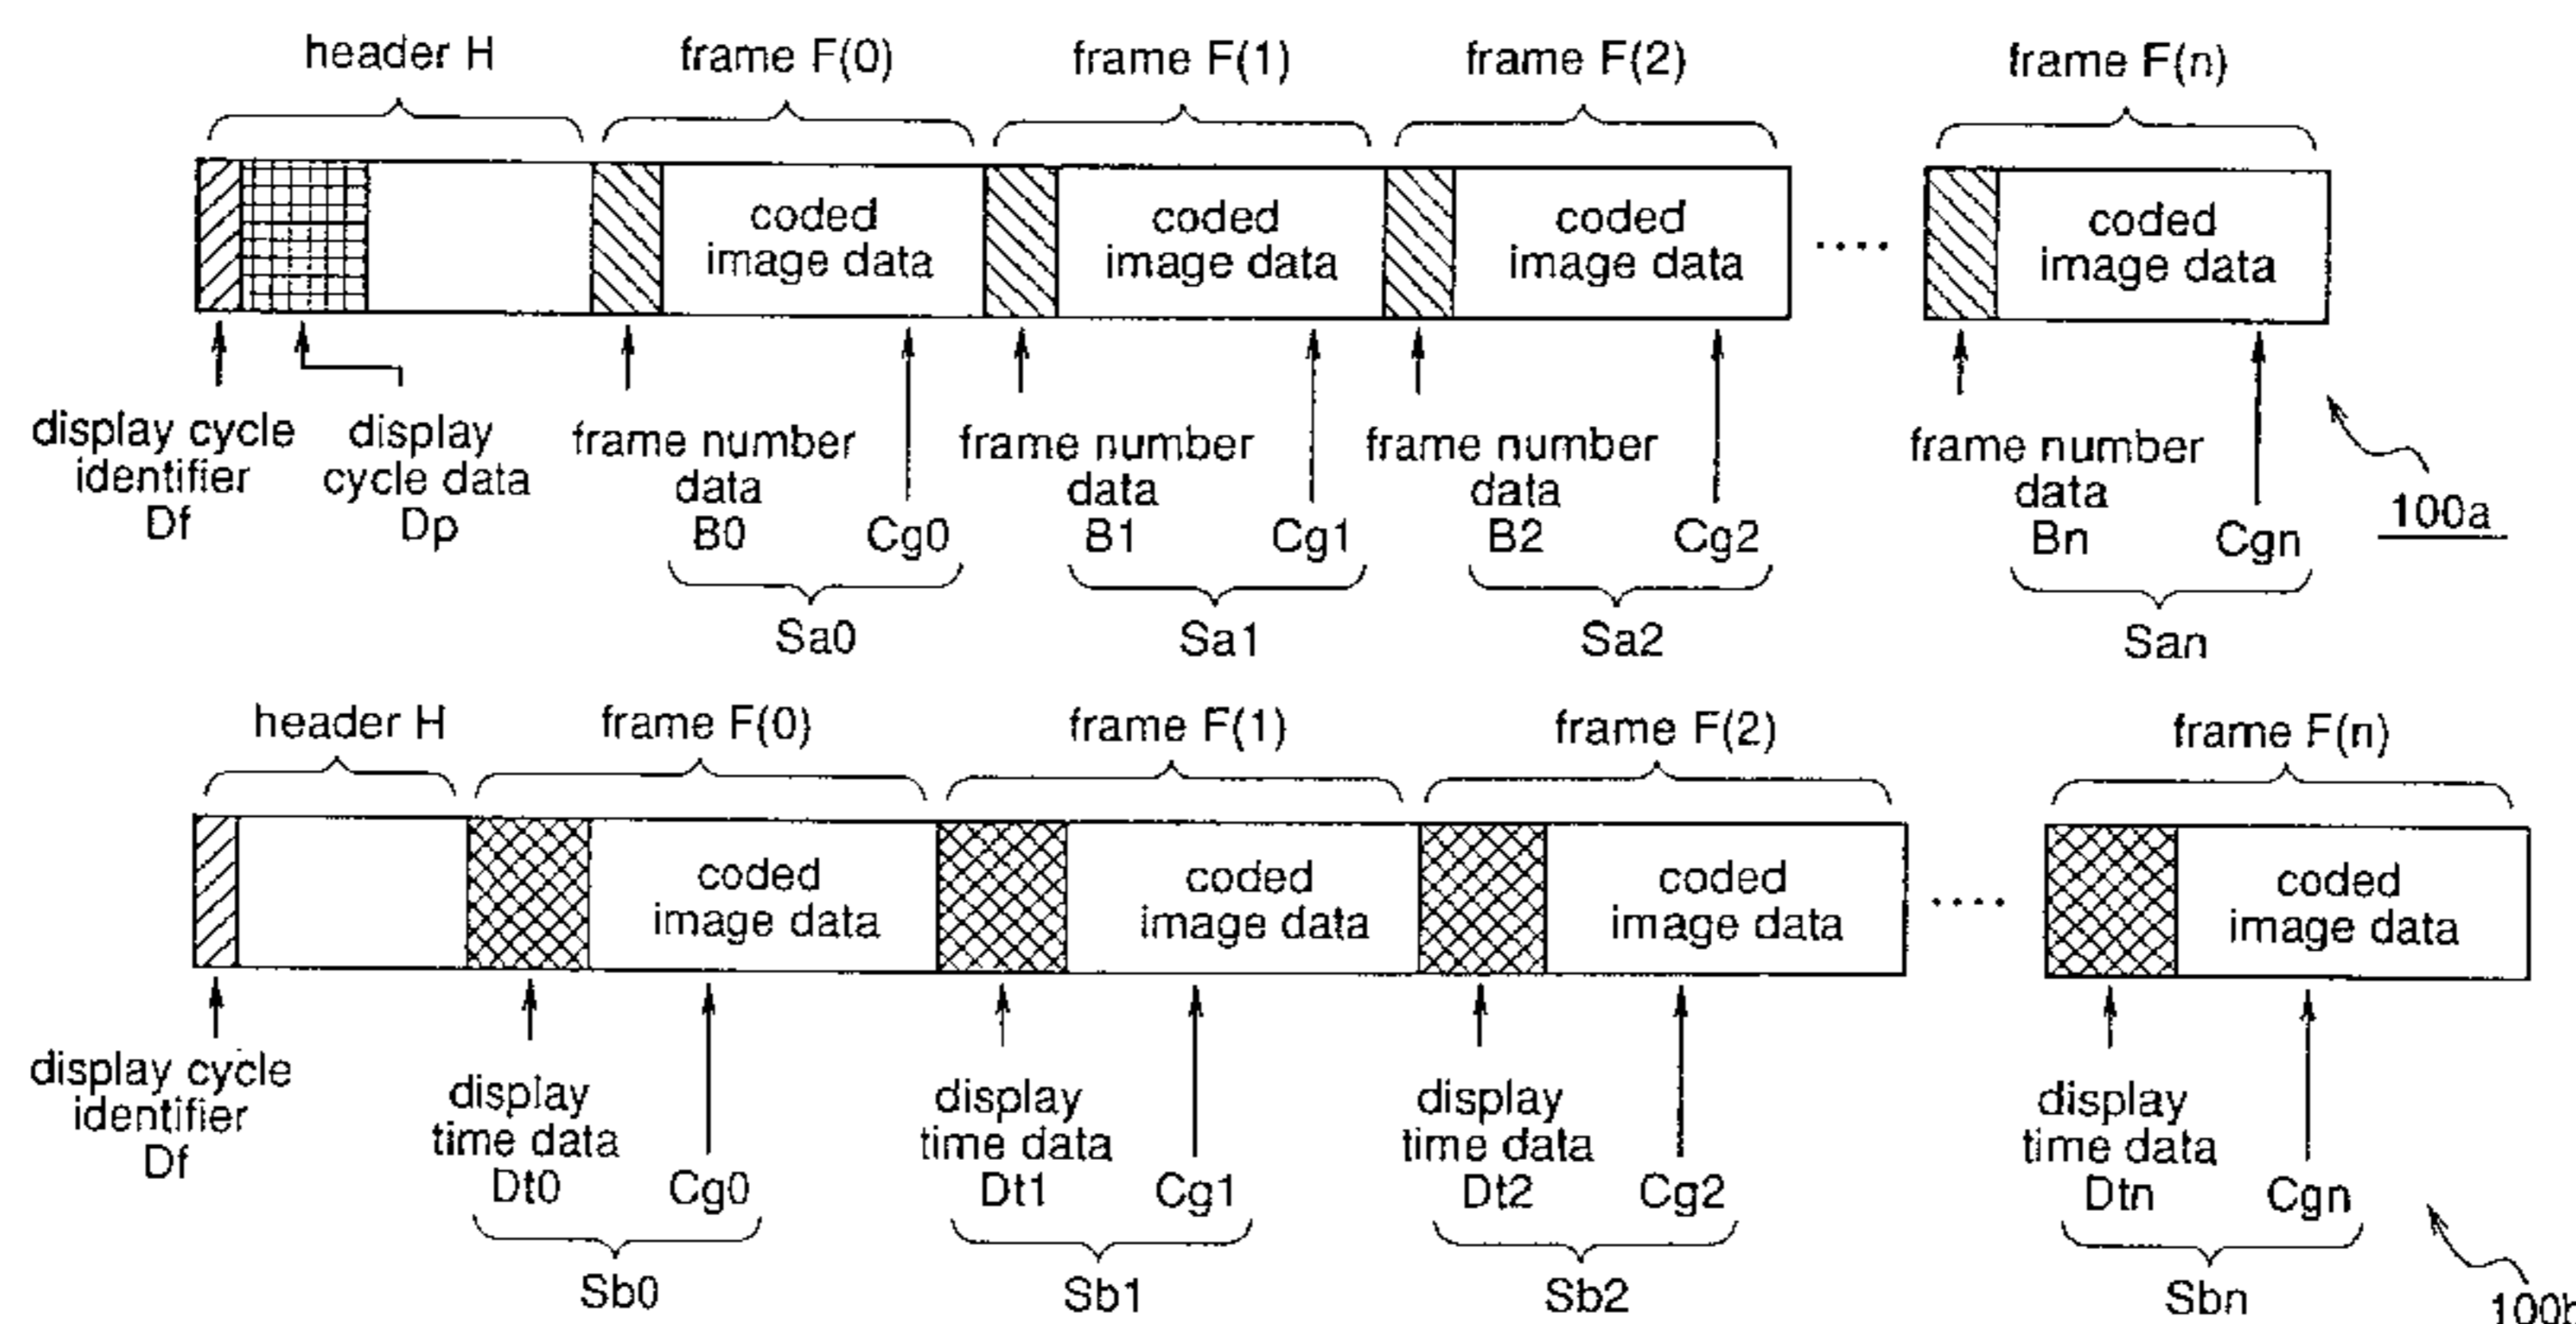 header H frame F(0) frame F(1) frame F(2) frame F(n)
coded image data
coded image data
coded image data
....
coded image data
display cycle identifier Df
display cycle data Dp
frame number data B0
Cg0
frame number data B1
Cg1
frame number data B2
Cg2
frame number data Bn
Cgn
100a
Sa0 Sa1 Sa2 San
header H frame F(0) frame F(1) frame F(2) frame F(n)
coded image data
coded image data
coded image data
....
coded image data
display cycle identifier Df
display time data Dt0
Cg0
display time data Dt1
Cg1
display time data Dt2
Cg2
display time data Dtn
Cgn
Sb0 Sb1 Sb2 Sbn
100b